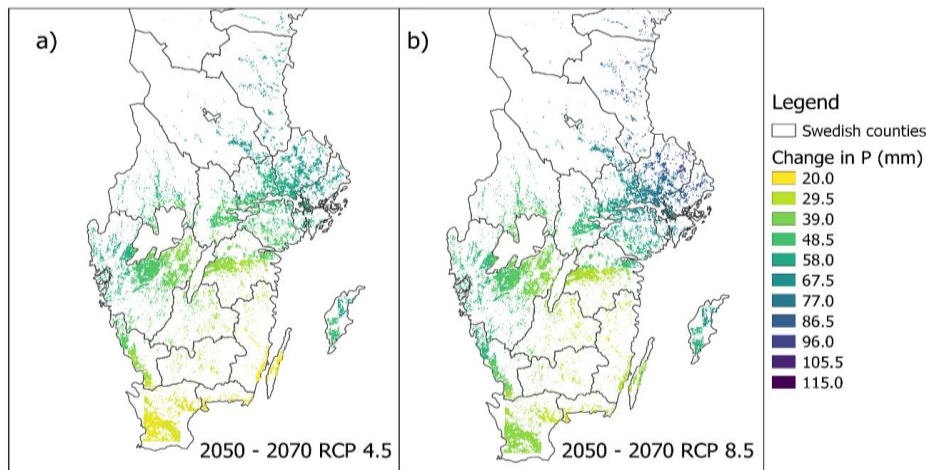 a)
2050 - 2070 RCP 4.5
b)
2050 - 2070 RCP 8.5
Legend
Swedish counties
Change in P (mm)
20.0
29.5
39.0
48.5
58.0
67.5
77.0
86.5
96.0
105.5
115.0